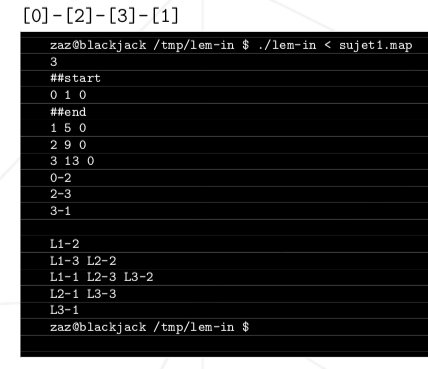 [0]-[2]-[3]-[1]
zaz@blackjack /tmp/lem-in $ ./lem-in < sujet1.map
3
##start
0 1 0
##end
1 5 0
2 9 0
3 13 0
0-2
2-3
3-1

L1-2
L1-3 L2-2
L1-1 L2-3 L3-2
L2-1 L3-3
L3-1
zaz@blackjack /tmp/lem-in $